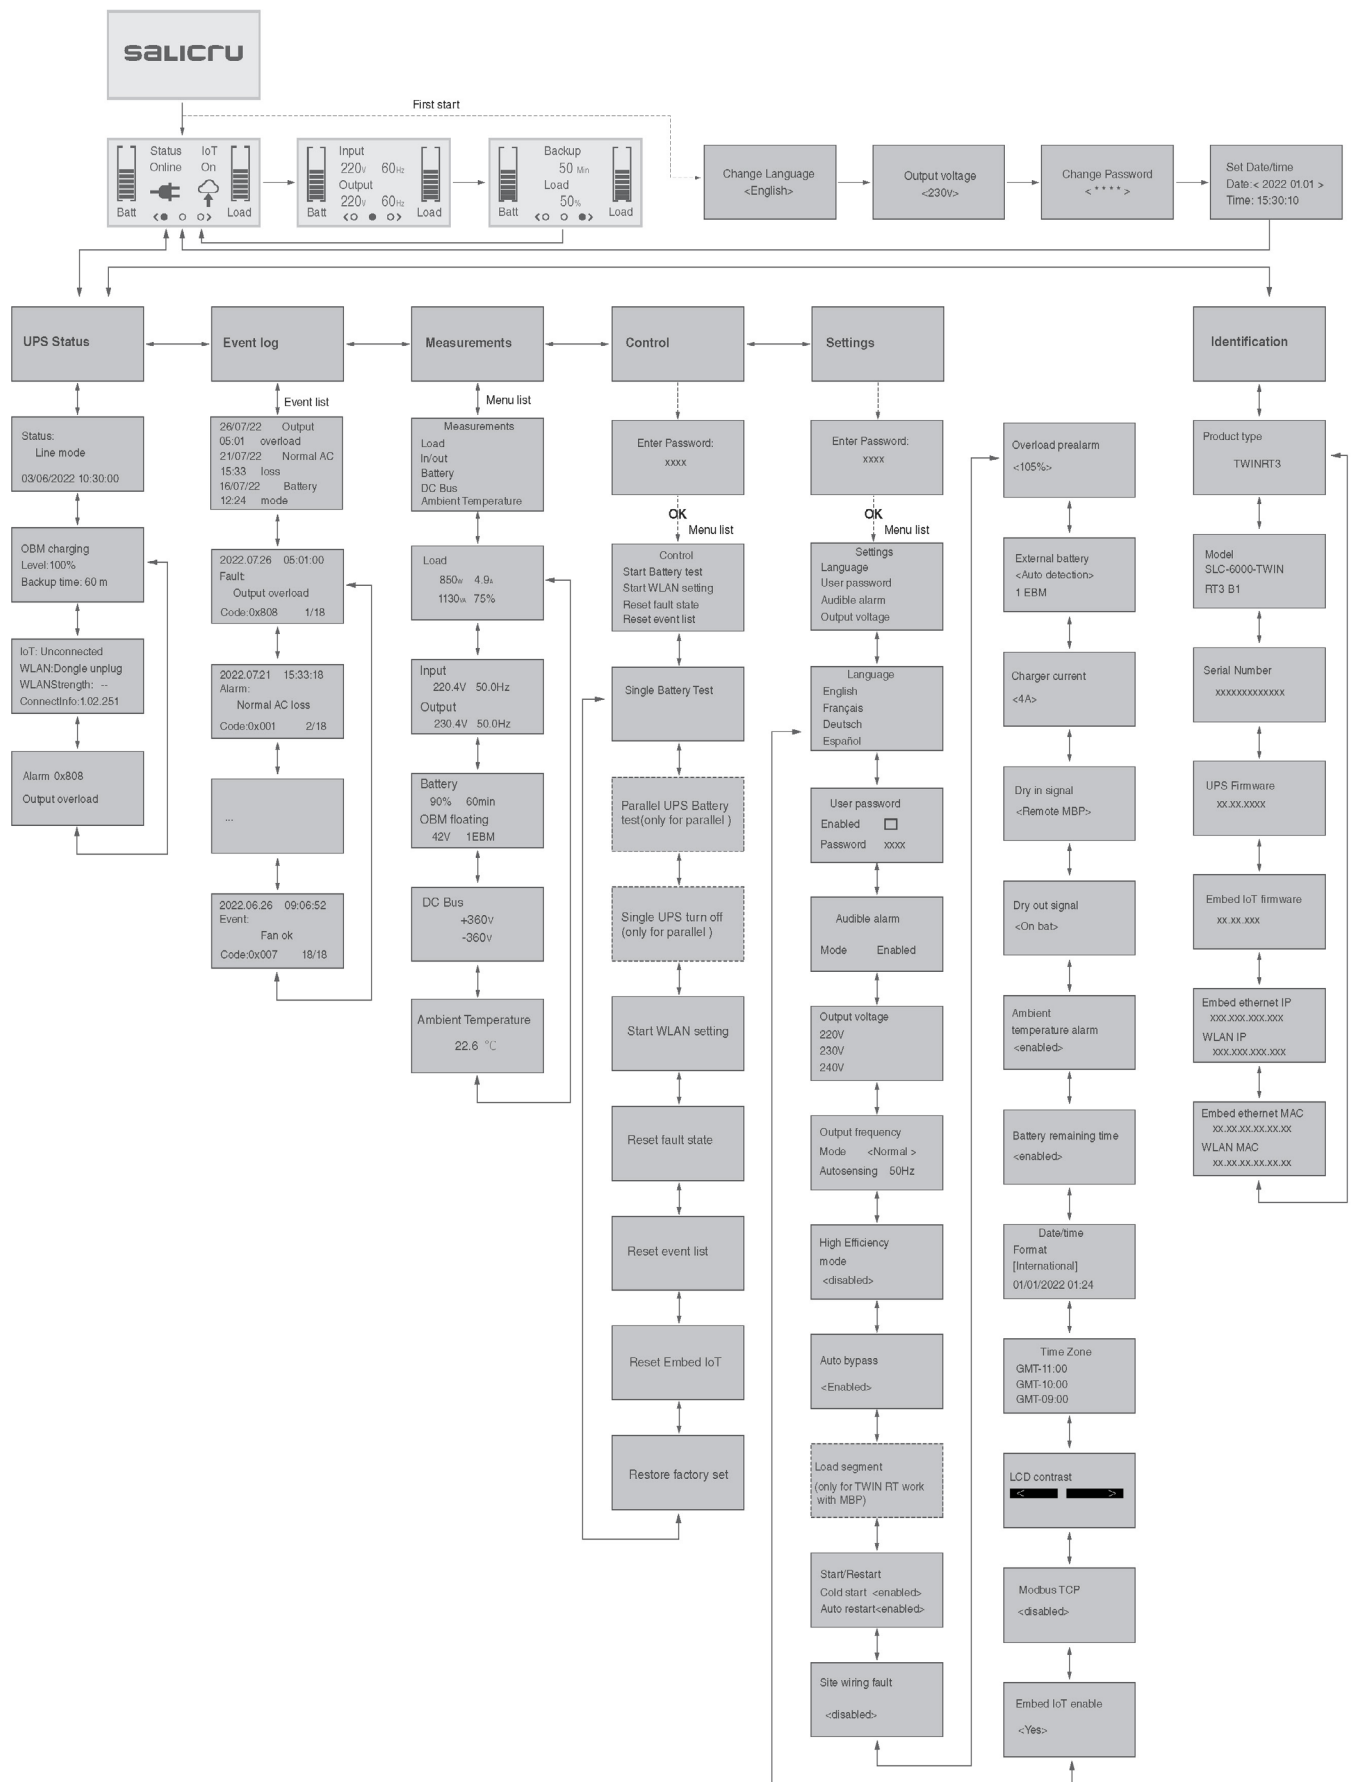 SALICRU
First start
Status IoT
Online On
Batt Load
Input
220V 60Hz
Output
220V 60Hz
Batt Load
Backup
50 Min
Load
50%
Batt Load
Change Language
<English>
Output voltage
<230v>
Change Password
< * * * * >
Set Date/time
Date:< 2022 01.01 >
Time: 15:30:10
UPS Status
Status:
Line mode
03/06/2022 10:30:00
OBM charging
Level:100%
Backup time: 60 m
IoT: Unconnected
WLAN:Dongle unplug
WLANStrength: --
ConnectInfo:1.02.251
Alarm 0x808
Output overload
Event log
Event list
26/07/22 Output
05:01 overload
21/07/22 Normal AC
15:33 loss
16/07/22 Battery
12:24 mode
2022.07.26 05:01:00
Fault:
Output overload
Code:0x808 1/18
2022.07.21 15:33:18
Alarm:
Normal AC loss
Code:0x001 2/18
...
2022.06.26 09:06:52
Event:
Fan ok
Code:0x007 18/18
Measurements
Menu list
Measurements
Load
In/out
Battery
DC Bus
Ambient Temperature
Load
850W 4.9A
1130VA 75%
Input
220.4V 50.0Hz
Output
230.4V 50.0Hz
Battery
90% 60min
OBM floating
42V 1EBM
DC Bus
+360V
-360V
Ambient Temperature
22.6 °C
Control
Enter Password:
xxxx
OK
Menu list
Control
Start Battery test
Start WLAN setting
Reset fault state
Reset event list
Single Battery Test
Parallel UPS Battery
test(only for parallel )
Single UPS turn off
(only for parallel )
Start WLAN setting
Reset fault state
Reset event list
Reset Embed IoT
Restore factory set
Settings
Enter Password:
xxxx
OK
Menu list
Settings
Language
User password
Audible alarm
Output voltage
Language
English
Français
Deutsch
Español
User password
Enabled
Password xxxx
Audible alarm
Mode Enabled
Output voltage
220V
230V
240V
Output frequency
Mode <Normal >
Autosensing 50Hz
High Efficiency
mode
<disabled>
Auto bypass
<Enabled>
Load segment
(only for TWIN RT work
with MBP)
Start/Restart
Cold start <enabled>
Auto restart<enabled>
Site wiring fault
<disabled>
Overload prealarm
<105%>
External battery
<Auto detection>
1 EBM
Charger current
<4A>
Dry in signal
<Remote MBP>
Dry out signal
<On bat>
Ambient
temperature alarm
<enabled>
Battery remaining time
<enabled>
Date/time
Format
[International]
01/01/2022 01:24
Time Zone
GMT-11:00
GMT-10:00
GMT-09:00
LCD contrast
< >
Modbus TCP
<disabled>
Embed IoT enable
<Yes>
Identification
Product type
TWINRT3
Model
SLC-6000-TWIN
RT3 B1
Serial Number
xxxxxxxxxxxxx
UPS Firmware
xx.xx.xxxx
Embed IoT firmware
xx.xx.xxx
Embed ethernet IP
xxx.xxx.xxx.xxx
WLAN IP
xxx.xxx.xxx.xxx
Embed ethernet MAC
xx.xx.xx.xx.xx.xx
WLAN MAC
xx.xx.xx.xx.xx.xx